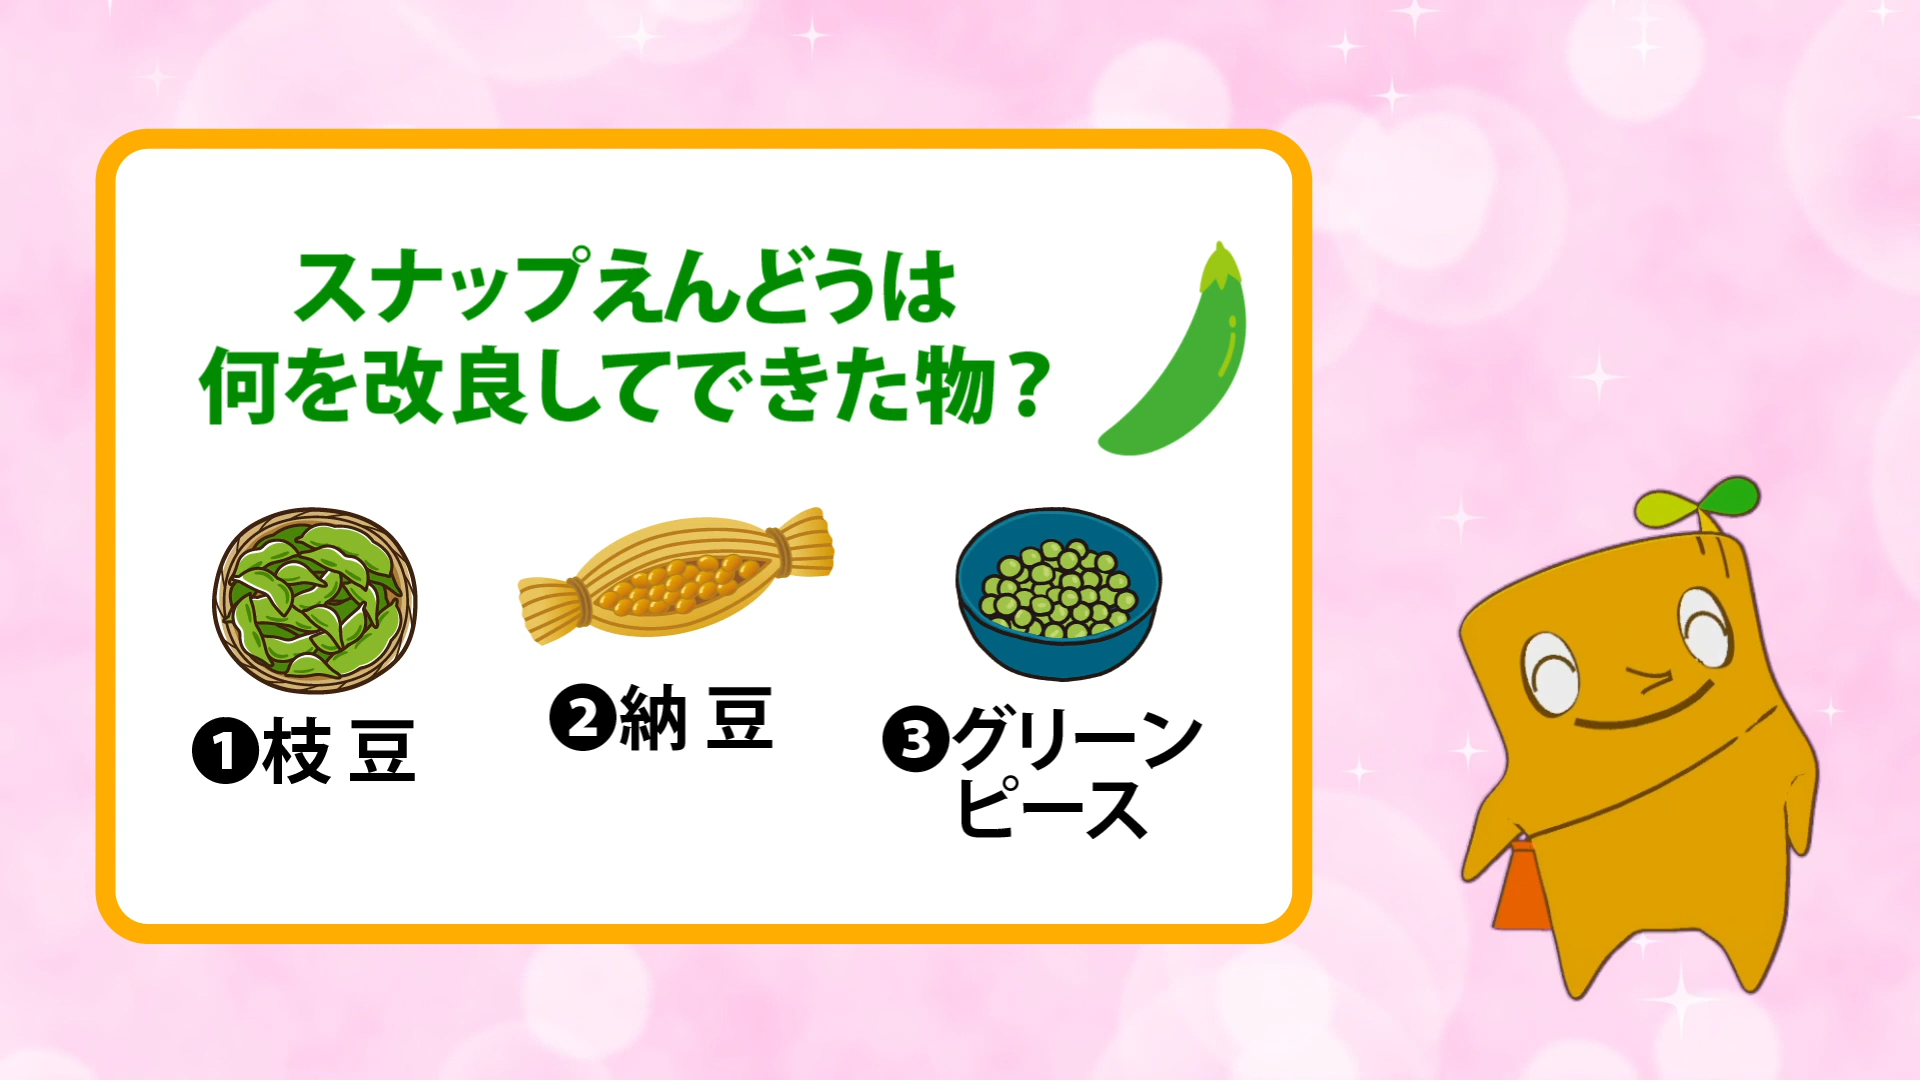 スナップえんどうは
何を改良してできた物？
❶枝豆
❷納豆
❸グリーン
ピース